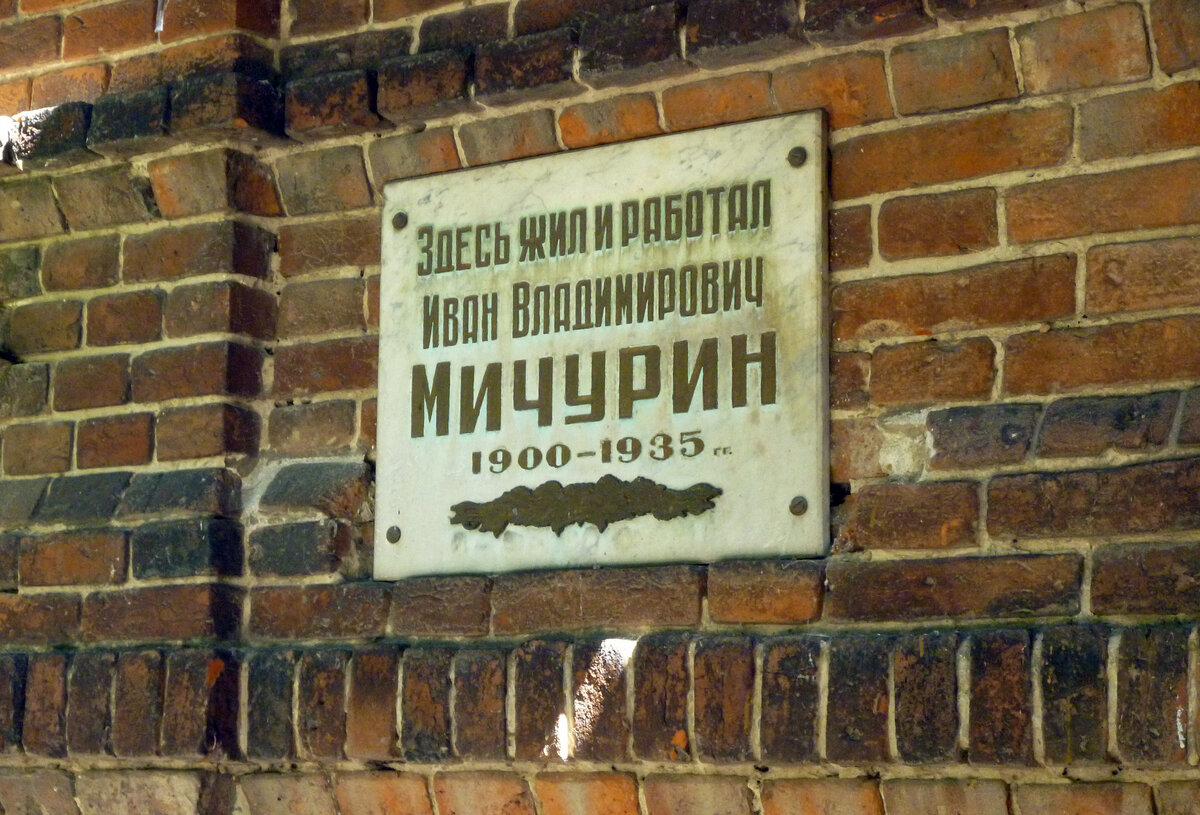 Здесь жил и работал
Иван Владимирович
Мичурин
1900-1935 гг.